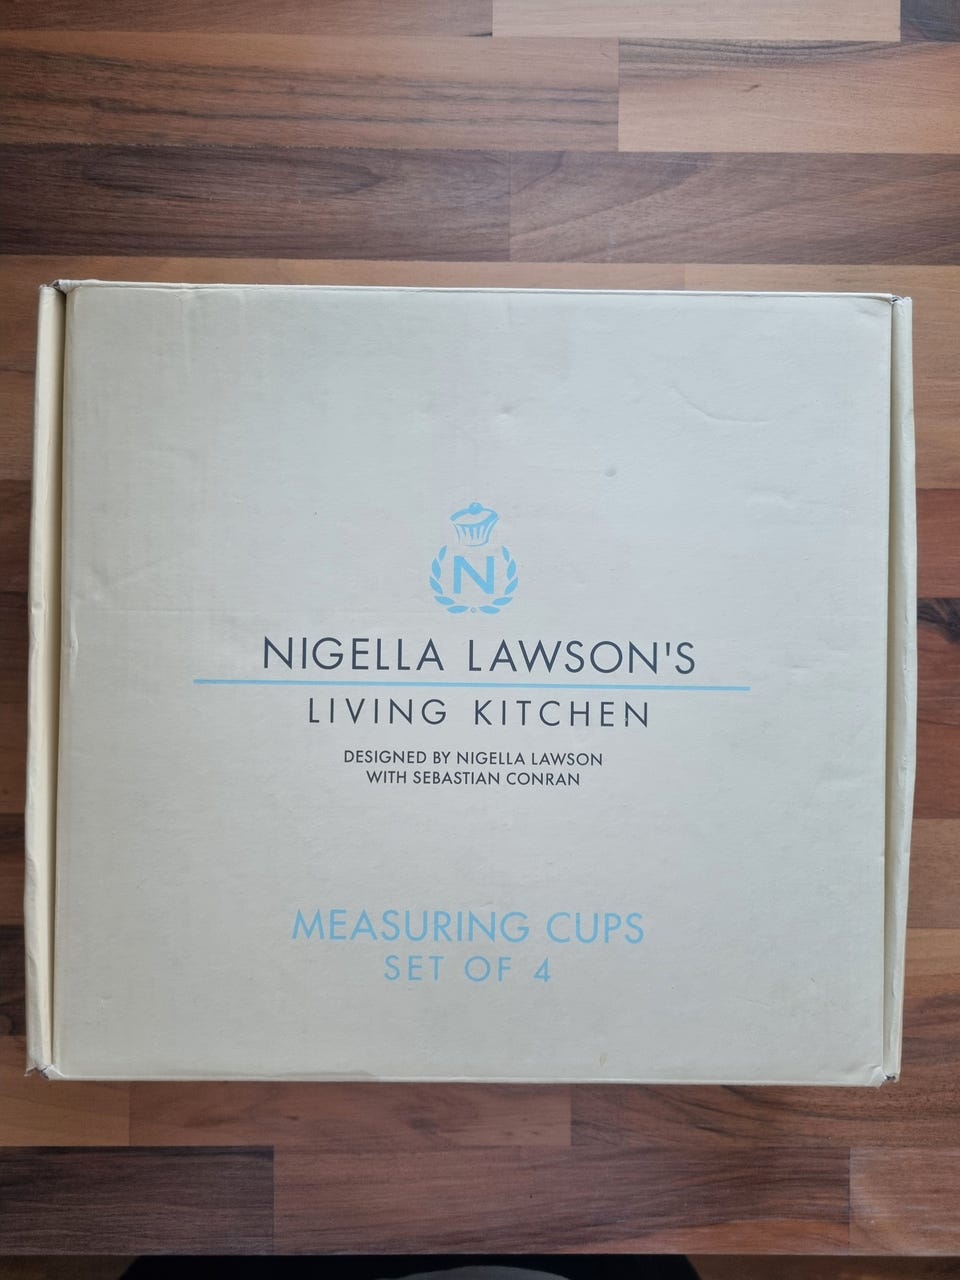 N
NIGELLA LAWSON'S
LIVING KITCHEN
DESIGNED BY NIGELLA LAWSON
WITH SEBASTIAN CONRAN
MEASURING CUPS
SET OF 4